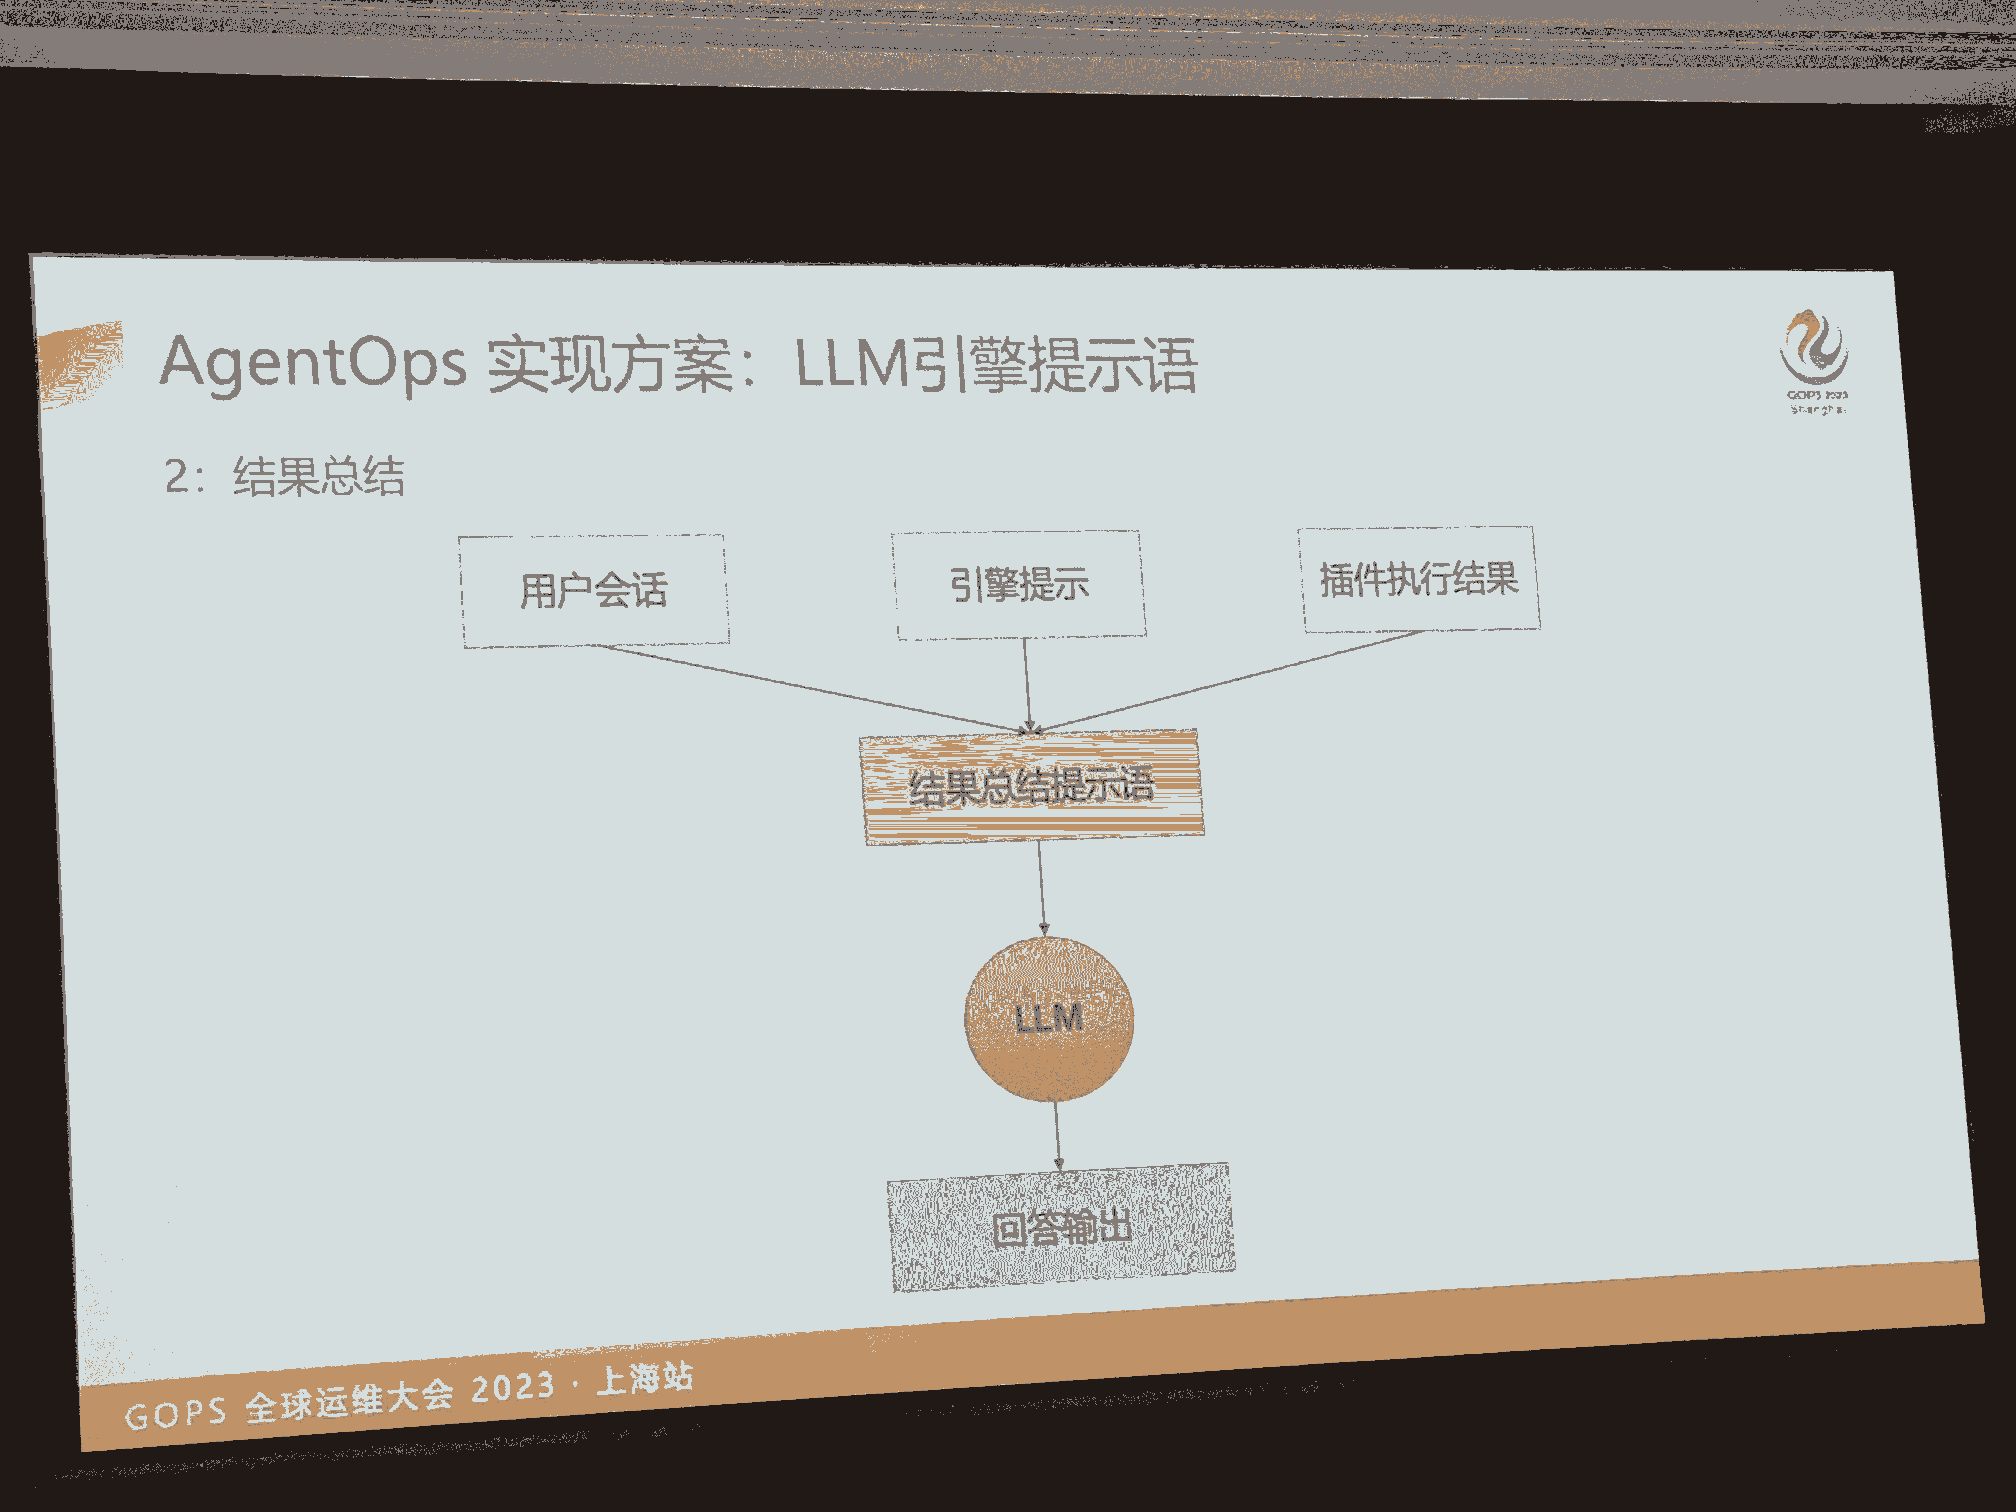 AgentOps 实现方案：LLM引擎提示语
GOPS 2023
Shanghai
2：结果总结
用户会话
引擎提示
插件执行结果
结果总结提示语
LLM
回答输出
GOPS 全球运维大会 2023 · 上海站